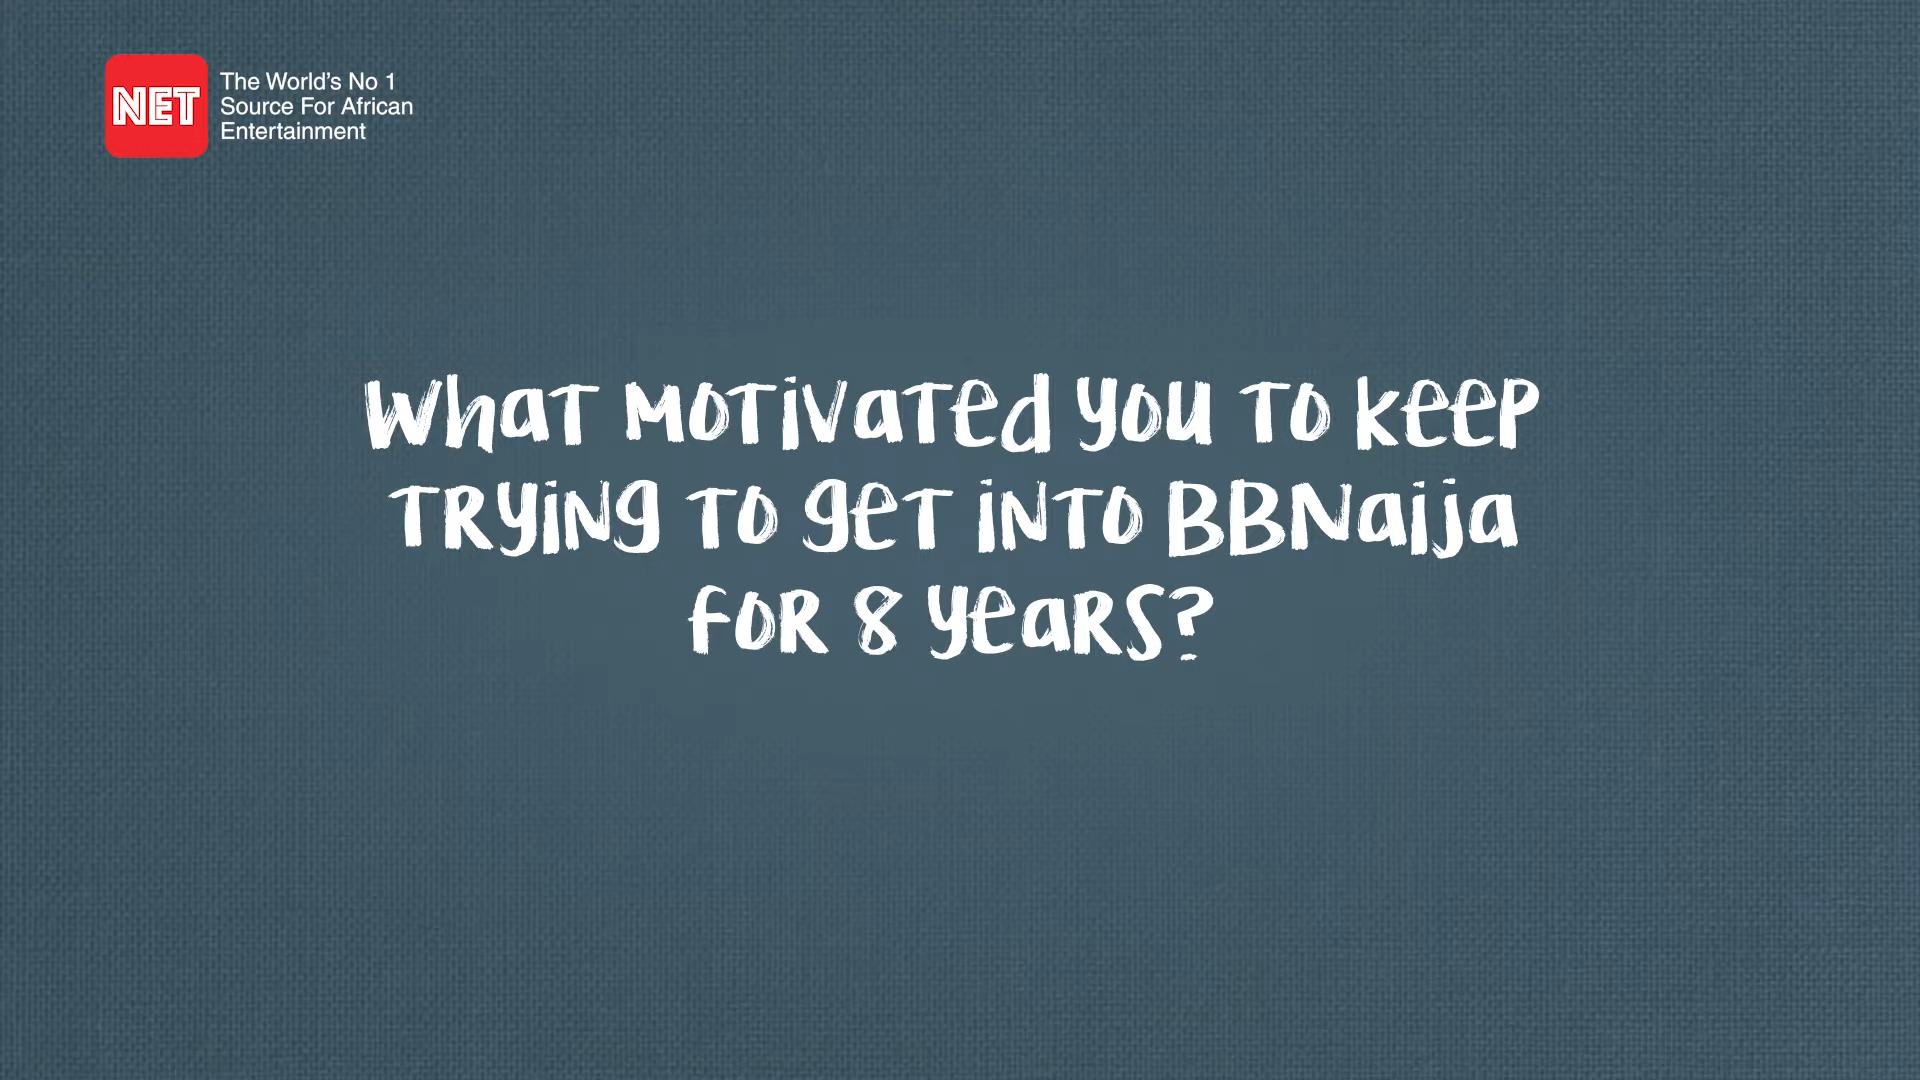 NET
The World's No 1
Source For African
Entertainment
What motivated you to keep
trying to get into BBNaija
for 8 years?